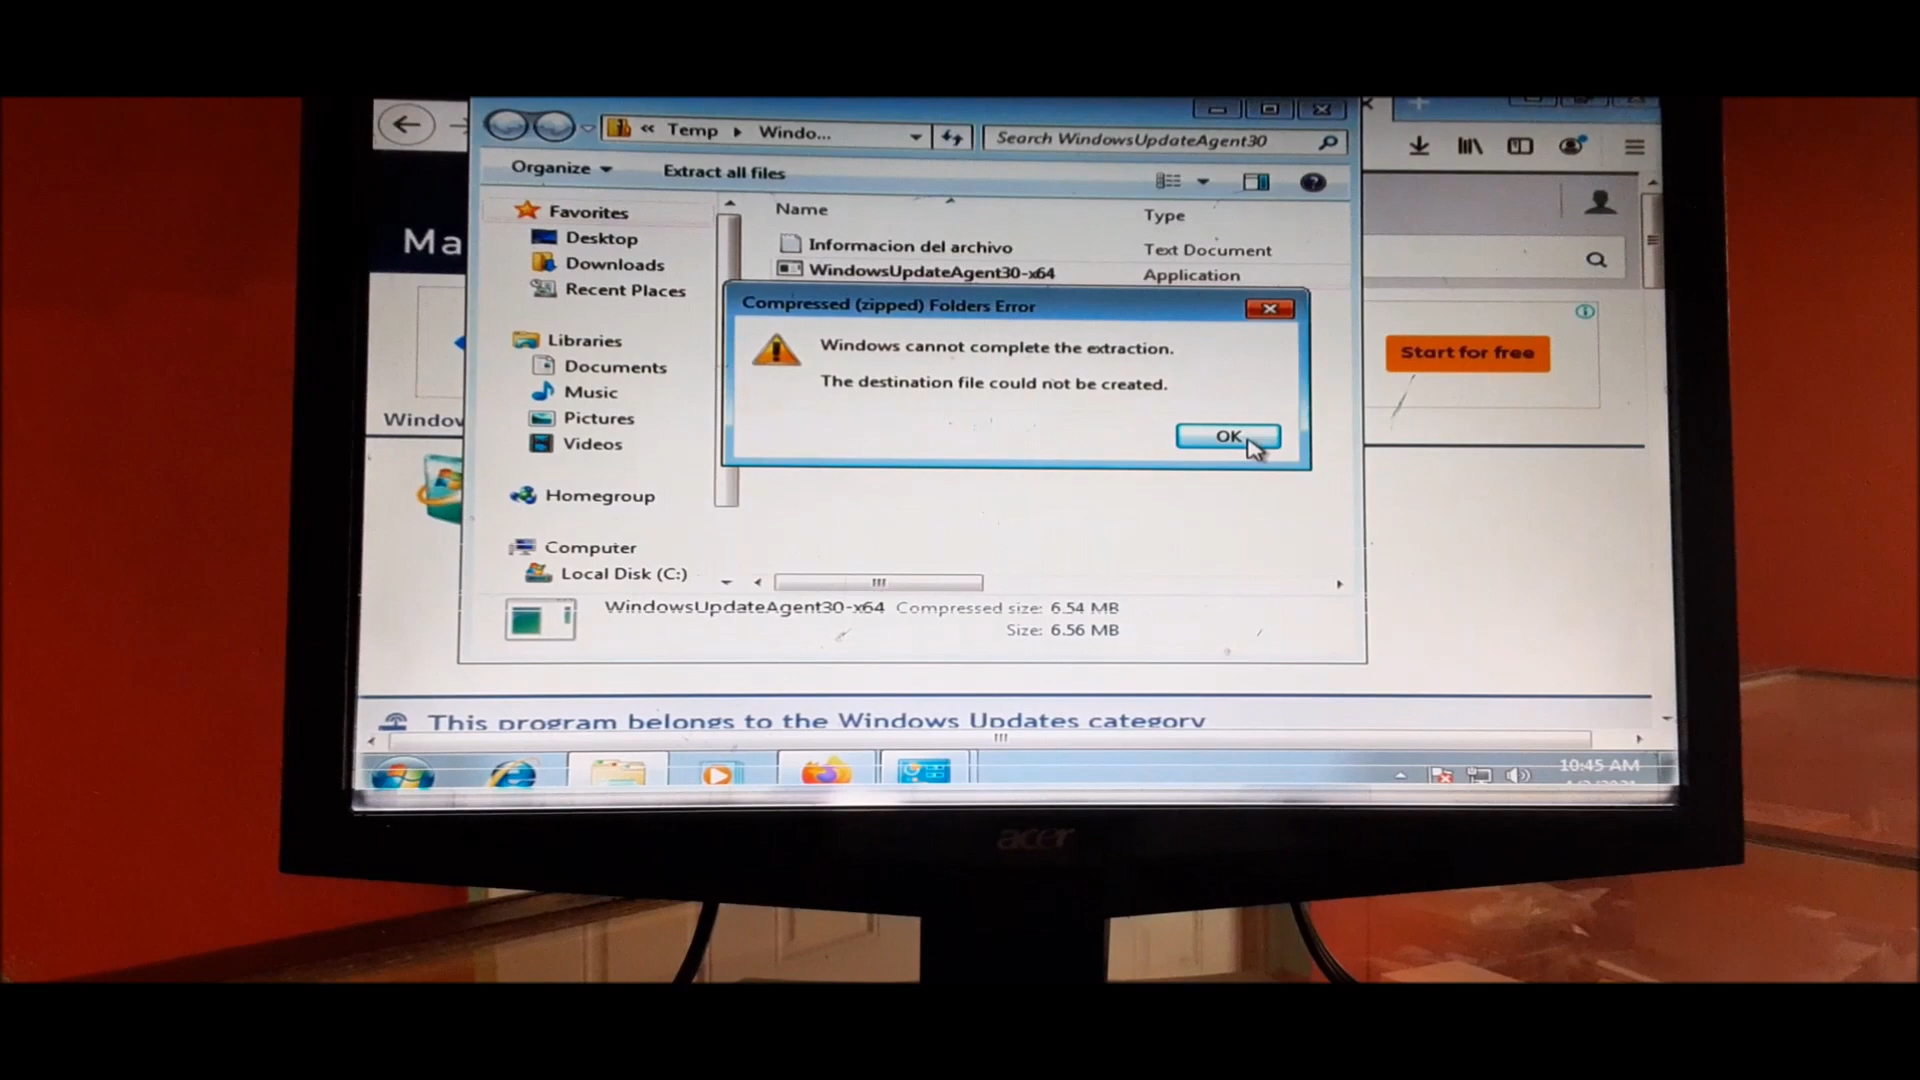 « Temp ▸ Windo...
Search WindowsUpdateAgent30
Organize
Extract all files
Name
Type
Favorites
Desktop
Downloads
Recent Places
Libraries
Documents
Music
Pictures
Videos
Homegroup
Computer
Local Disk (C:)
Informacion del archivo
Text Document
WindowsUpdateAgent30-x64
Application
Compressed (zipped) Folders Error
Windows cannot complete the extraction.
The destination file could not be created.
OK
WindowsUpdateAgent30-x64 Compressed size: 6.54 MB
Size: 6.56 MB
Ma
Window
Start for free
This program belongs to the Windows Updates category
10:45 AM
acer